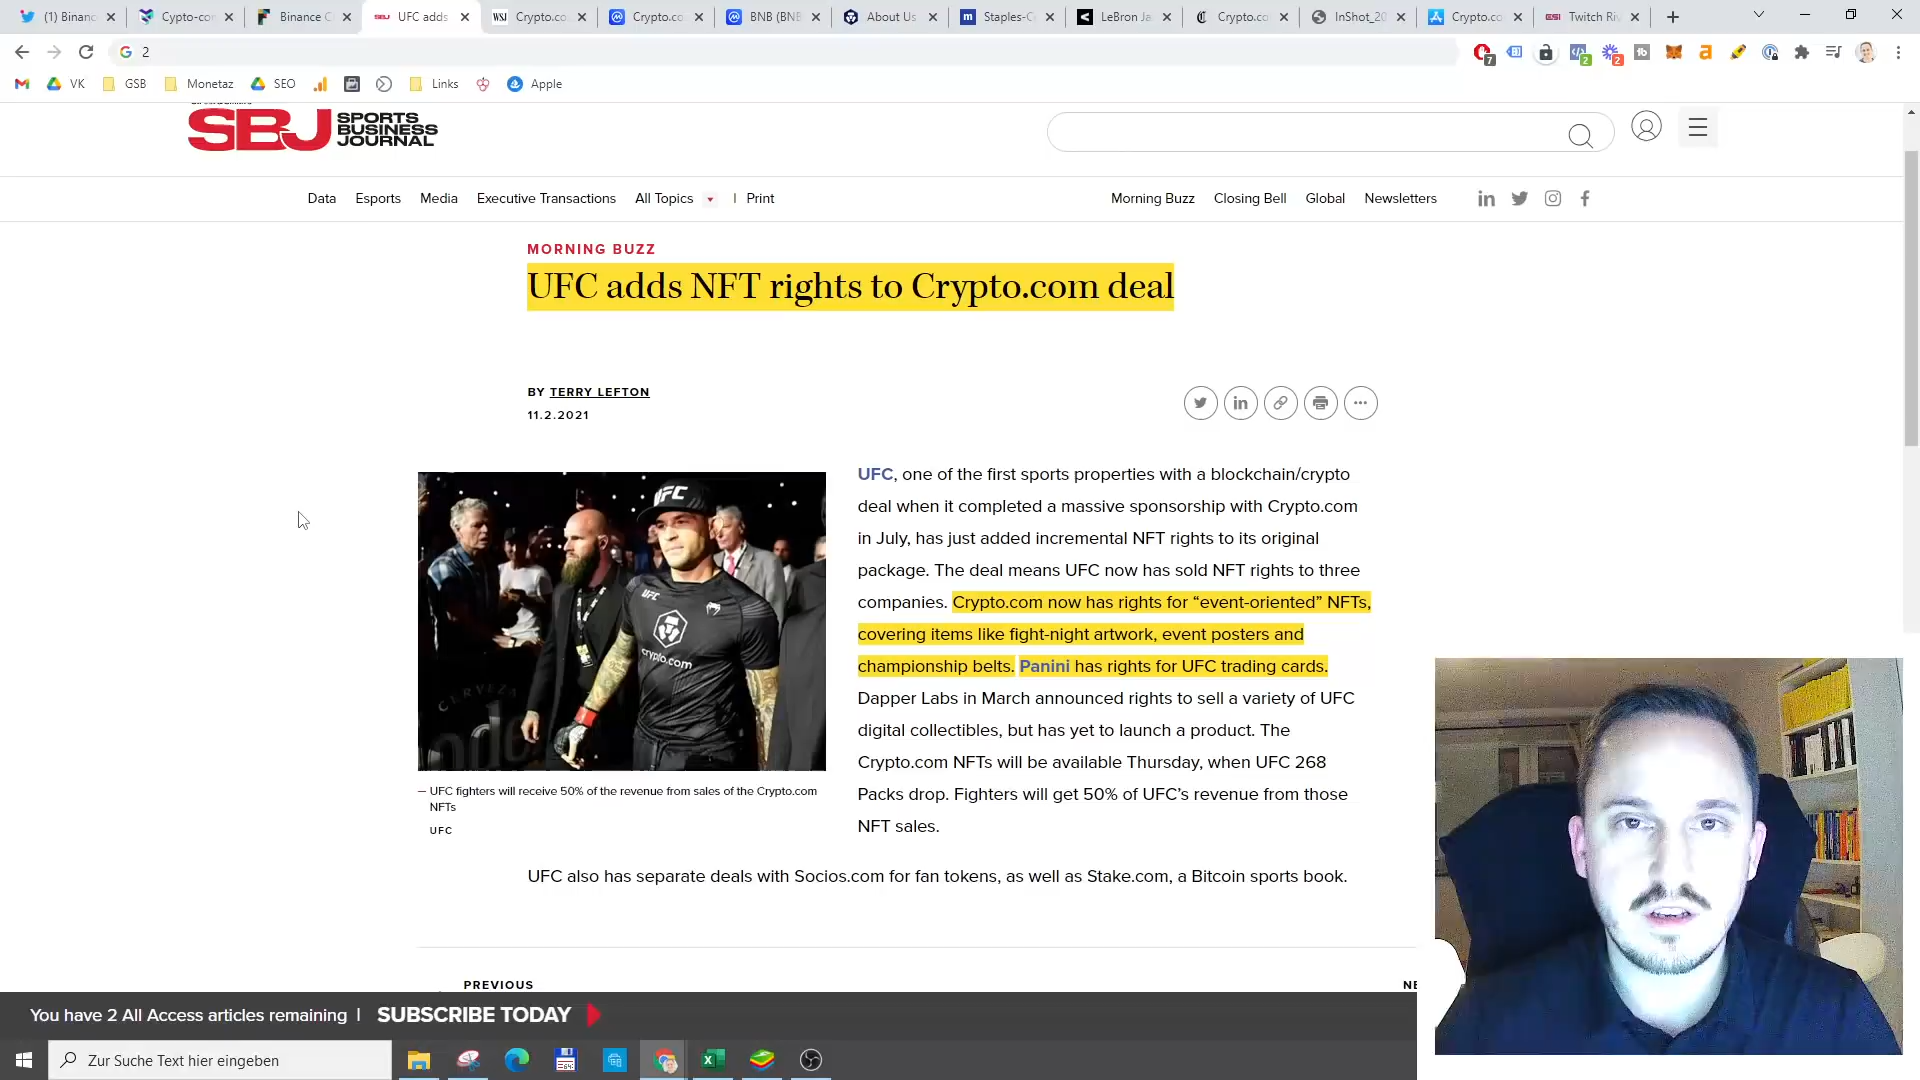 (1) Binanc
Cypto-con
Binance C
UFC adds
WSJ
Crypto.co
Crypto.co
BNB (BNB
About Us
m
Staples-C
LeBron Ja
Crypto.co
InShot_20
Crypto.co
Twitch Riv
2
VK
GSB
Monetaz
SEO
Links
Apple
SBJ SPORTS
BUSINESS
JOURNAL
Data
Esports
Media
Executive Transactions
All Topics
Print
Morning Buzz
Closing Bell
Global
Newsletters
MORNING BUZZ
UFC adds NFT rights to Crypto.com deal
BY TERRY LEFTON
11.2.2021
UFC
UFC
crypto.com
CERVEZA
UFC, one of the first sports properties with a blockchain/crypto
deal when it completed a massive sponsorship with Crypto.com
in July, has just added incremental NFT rights to its original
package. The deal means UFC now has sold NFT rights to three
companies. Crypto.com now has rights for “event-oriented” NFTs,
covering items like fight-night artwork, event posters and
championship belts. Panini has rights for UFC trading cards.
Dapper Labs in March announced rights to sell a variety of UFC
digital collectibles, but has yet to launch a product. The
Crypto.com NFTs will be available Thursday, when UFC 268
Packs drop. Fighters will get 50% of UFC’s revenue from those
NFT sales.
UFC fighters will receive 50% of the revenue from sales of the Crypto.com
NFTs
UFC
UFC also has separate deals with Socios.com for fan tokens, as well as Stake.com, a Bitcoin sports book.
PREVIOUS
NE
You have 2 All Access articles remaining | SUBSCRIBE TODAY
Zur Suche Text hier eingeben